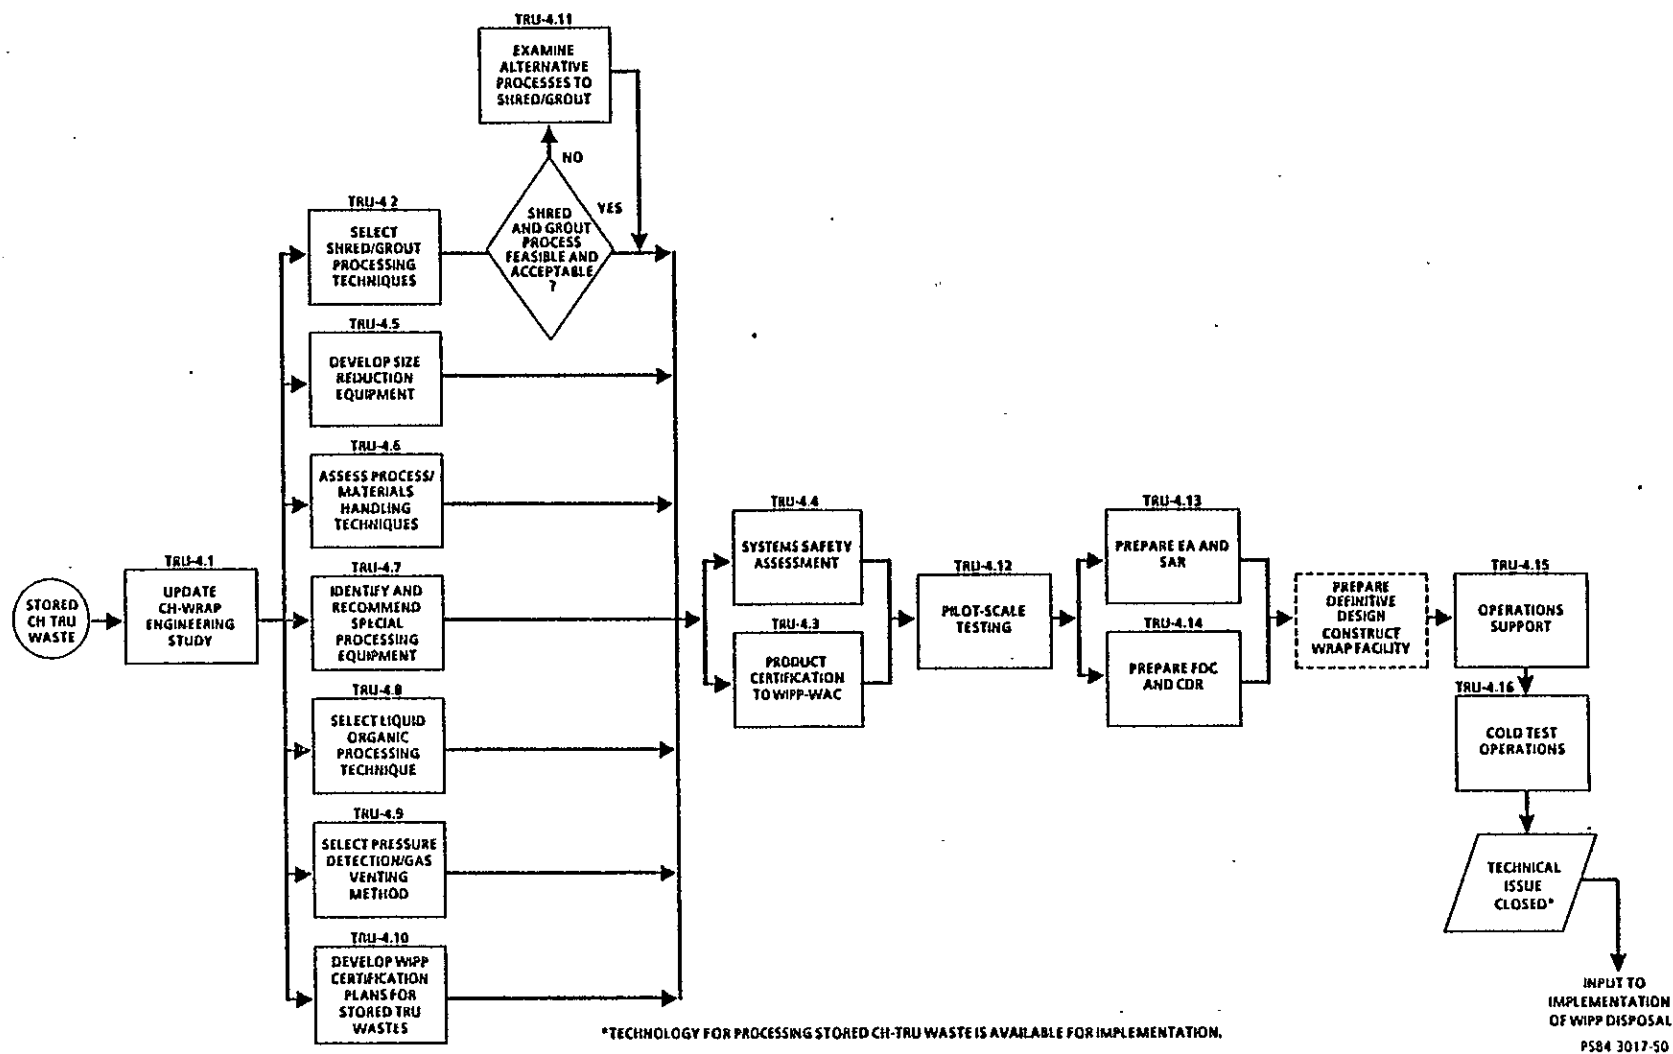 TRU-4.11
EXAMINE
ALTERNATIVE
PROCESSES TO
SHRED/GROUT
NO
YES
TRU-4.2
SELECT
SHRED/GROUT
PROCESSING
TECHNIQUES
SHRED
AND GROUT
PROCESS
FEASIBLE AND
ACCEPTABLE
?
TRU-4.5
DEVELOP SIZE
REDUCTION
EQUIPMENT
TRU-4.6
ASSESS PROCESS/
MATERIALS
HANDLING
TECHNIQUES
STORED
CH TRU
WASTE
TRU-4.1
UPDATE
CH-WRAP
ENGINEERING
STUDY
TRU-4.7
IDENTIFY AND
RECOMMEND
SPECIAL
PROCESSING
EQUIPMENT
TRU-4.8
SELECT LIQUID
ORGANIC
PROCESSING
TECHNIQUE
TRU-4.9
SELECT PRESSURE
DETECTION/GAS
VENTING
METHOD
TRU-4.10
DEVELOP WIPP
CERTIFICATION
PLANS FOR
STORED TRU
WASTES
TRU-4.4
SYSTEMS SAFETY
ASSESSMENT
TRU-4.3
PRODUCT
CERTIFICATION
TO WIPP-WAC
TRU-4.12
PILOT-SCALE
TESTING
TRU-4.13
PREPARE EA AND
SAR
TRU-4.14
PREPARE FDC
AND CDR
PREPARE
DEFINITIVE
DESIGN
CONSTRUCT
WRAP FACILITY
TRU-4.15
OPERATIONS
SUPPORT
TRU-4.16
COLD TEST
OPERATIONS
TECHNICAL
ISSUE
CLOSED*
INPUT TO
IMPLEMENTATION
OF WIPP DISPOSAL
*TECHNOLOGY FOR PROCESSING STORED CH-TRU WASTE IS AVAILABLE FOR IMPLEMENTATION.
PS84 3017-50